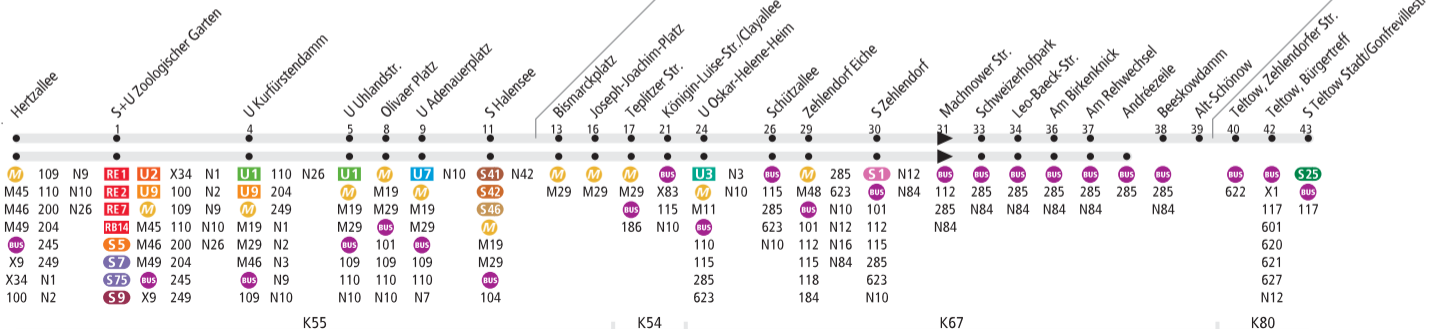 Hertzallee
S+U Zoologischer Garten
U Kurfürstendamm
U Uhlandstr.
Olivaer Platz
U Adenauerplatz
S Halensee
Bismarckplatz
Joseph-Joachim-Platz
Teplitzer Str.
Königin-Luise-Str./Clayallee
U Oskar-Helene-Heim
Schützallee
Zehlendorf Eiche
S Zehlendorf
Machnower Str.
Schweizerhofpark
Leo-Baeck-Str.
Am Birkenknick
Am Rehwechsel
Andréezeile
Beeskowdamm
Alt-Schönow
Teltow, Zehlendorfer Str.
Teltow, Bürgertreff
S Teltow Stadt/Gonfrevillestr
1 4 5 8 9 11 13 16 17 21 24 26 29 30 31 33 34 36 37 38 39 40 42 43
M 109 N9 RE1 U2 X34 N1 U1 110 N26 U1 M U7 N10 S41 N42 M M M BUS U3 N3 BUS M 285 S1 N12 BUS BUS BUS BUS BUS BUS BUS BUS BUS S25
M45 110 N10 RE2 U9 100 N2 U9 204 M M19 M M19 S42 M29 M29 M29 X83 M N10 115 M48 623 BUS N84 112 285 285 285 285 285 285 622 X1 BUS
M46 200 N26 RE7 M 109 N9 M 249 M19 M29 M19 S46 BUS 115 M11 285 BUS N10 101 285 N84 N84 N84 N84 N84 117 117
M49 204 RB14 M45 110 N10 M19 N1 M29 BUS M29 M 186 N10 BUS 623 101 N12 112 N84 601
BUS 245 S5 M46 200 N26 M29 N2 BUS 101 BUS M19 110 N10 112 N16 115 620
X9 249 S7 M49 204 M46 N3 109 109 109 M29 115 115 N84 285 621
X34 N1 S75 BUS 245 BUS N9 110 110 110 BUS 285 118 623 627
100 N2 S9 X9 249 109 N10 N10 N10 N7 104 623 184 N10 N12
K55 K54 K67 K80